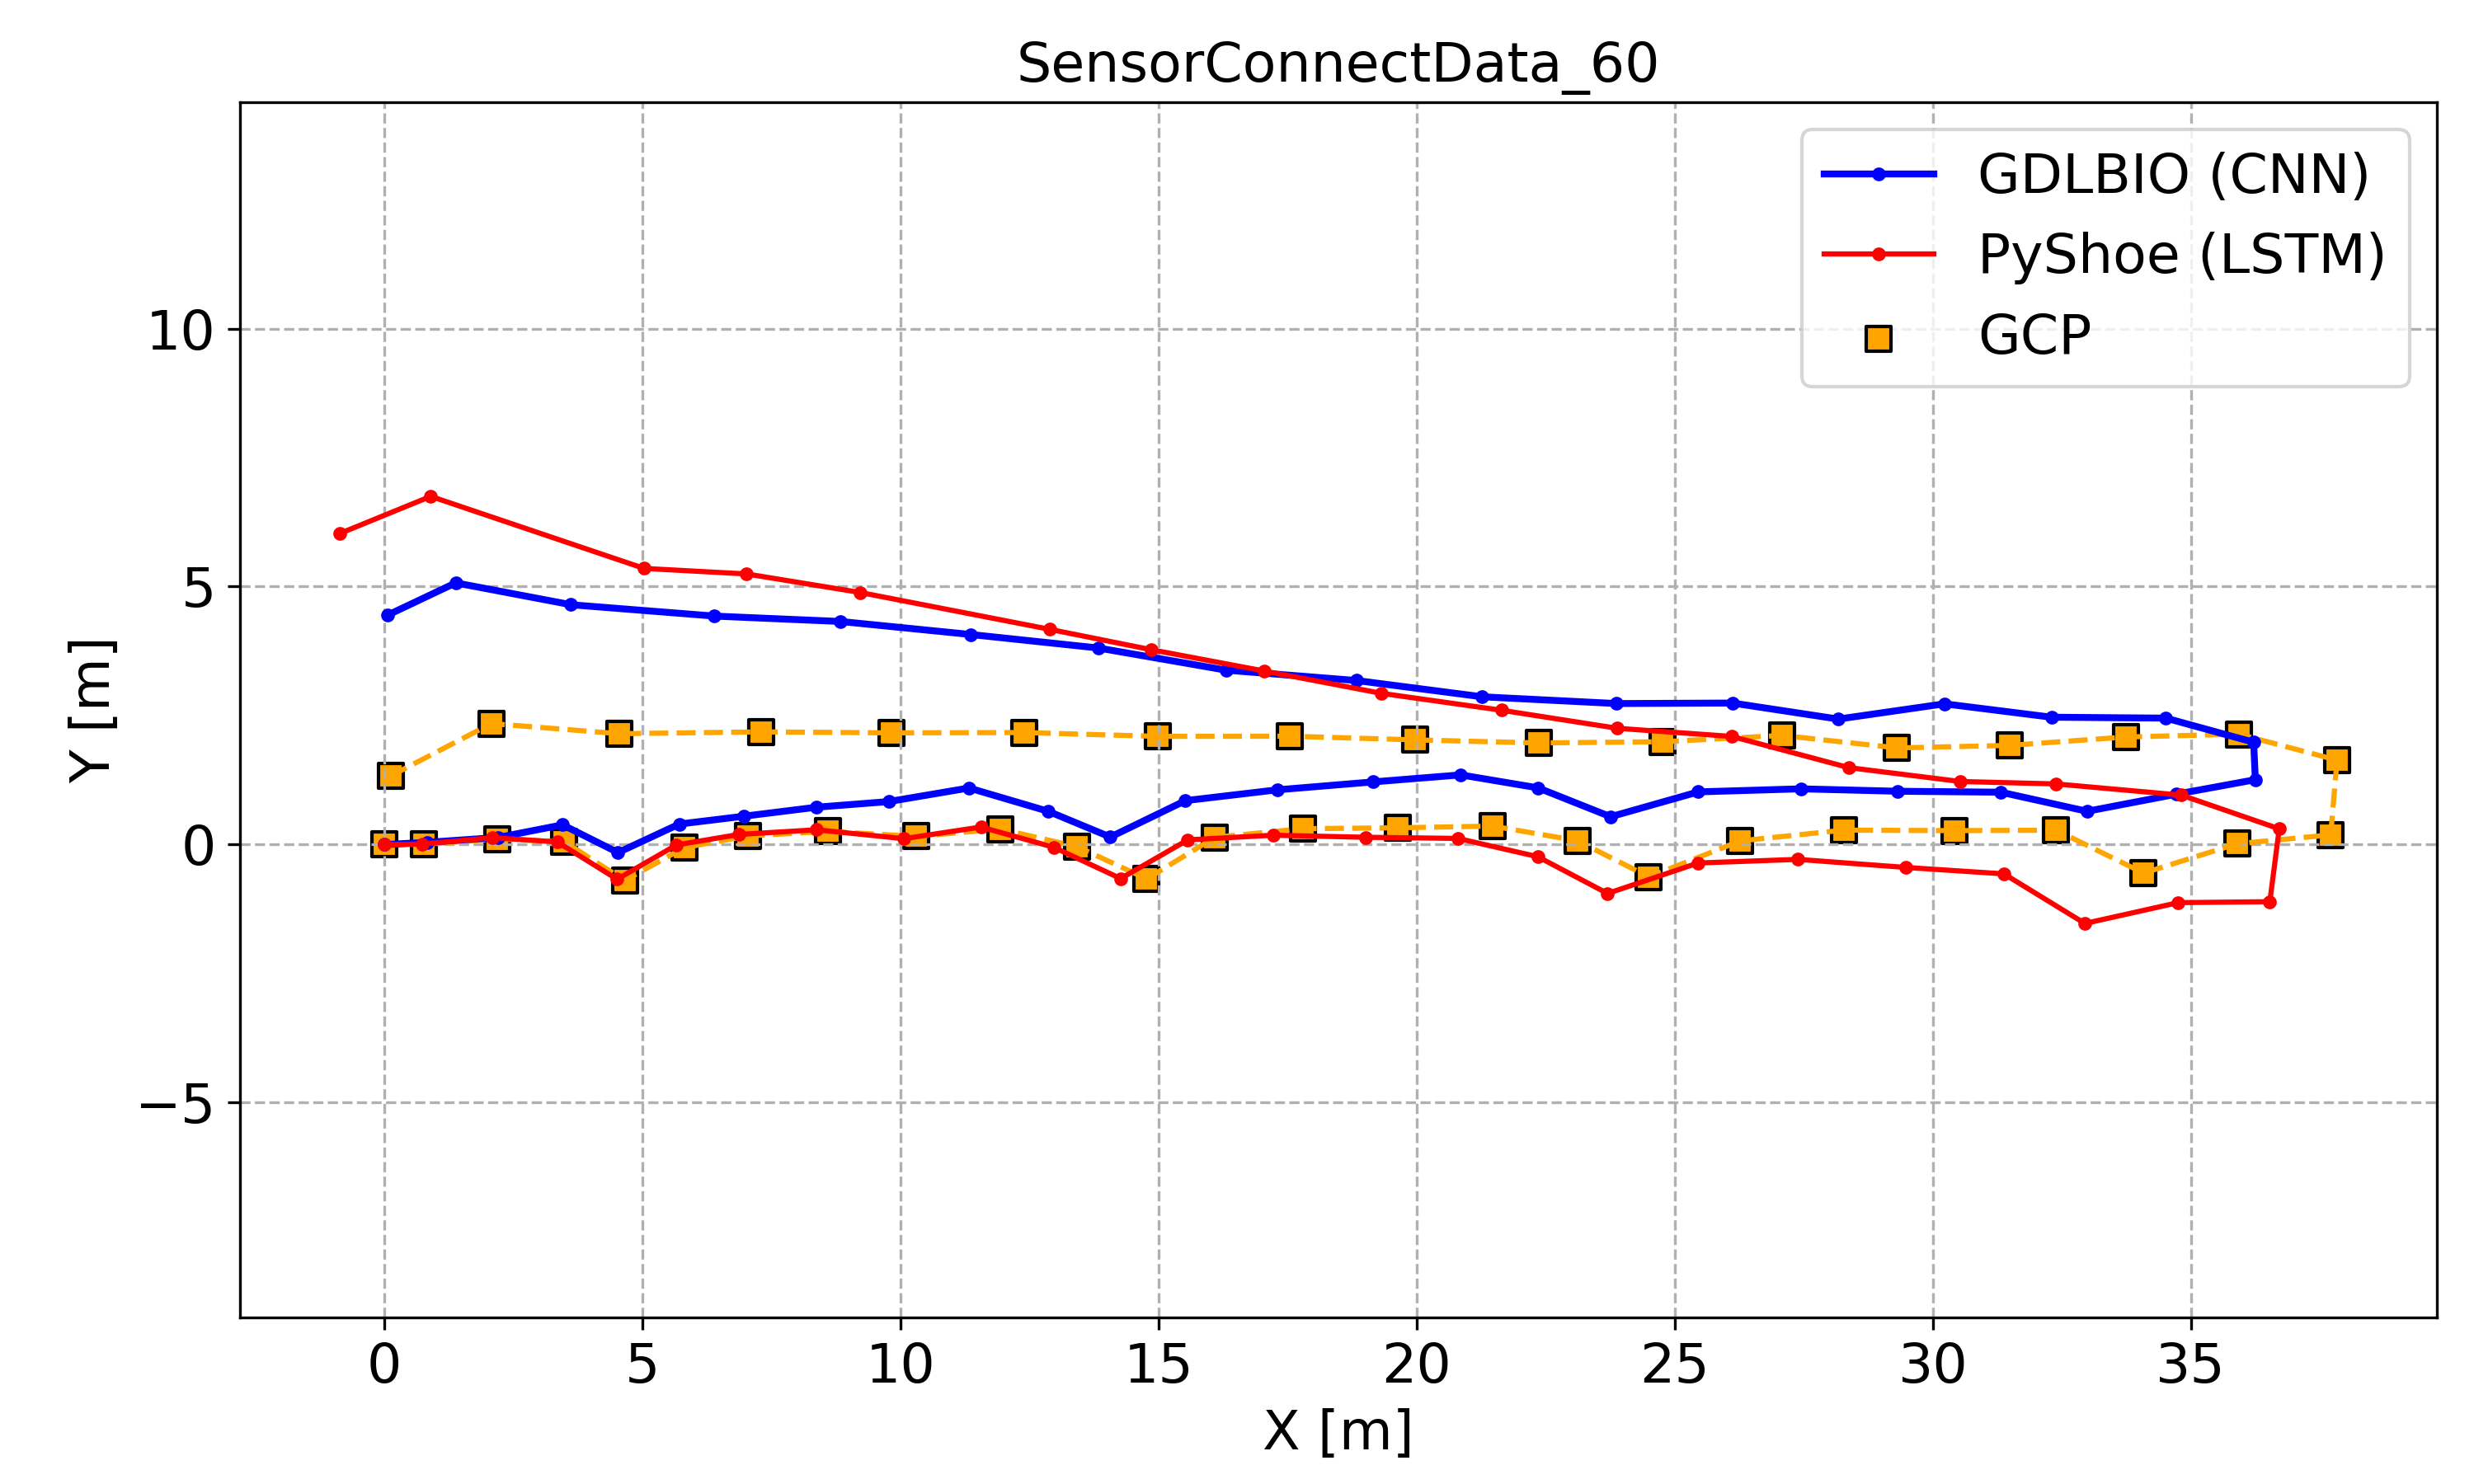 SensorConnectData_60
GDLBIO (CNN)
PyShoe (LSTM)
GCP
10
5
0
−5
Y [m]
0 5 10 15 20 25 30 35
X [m]